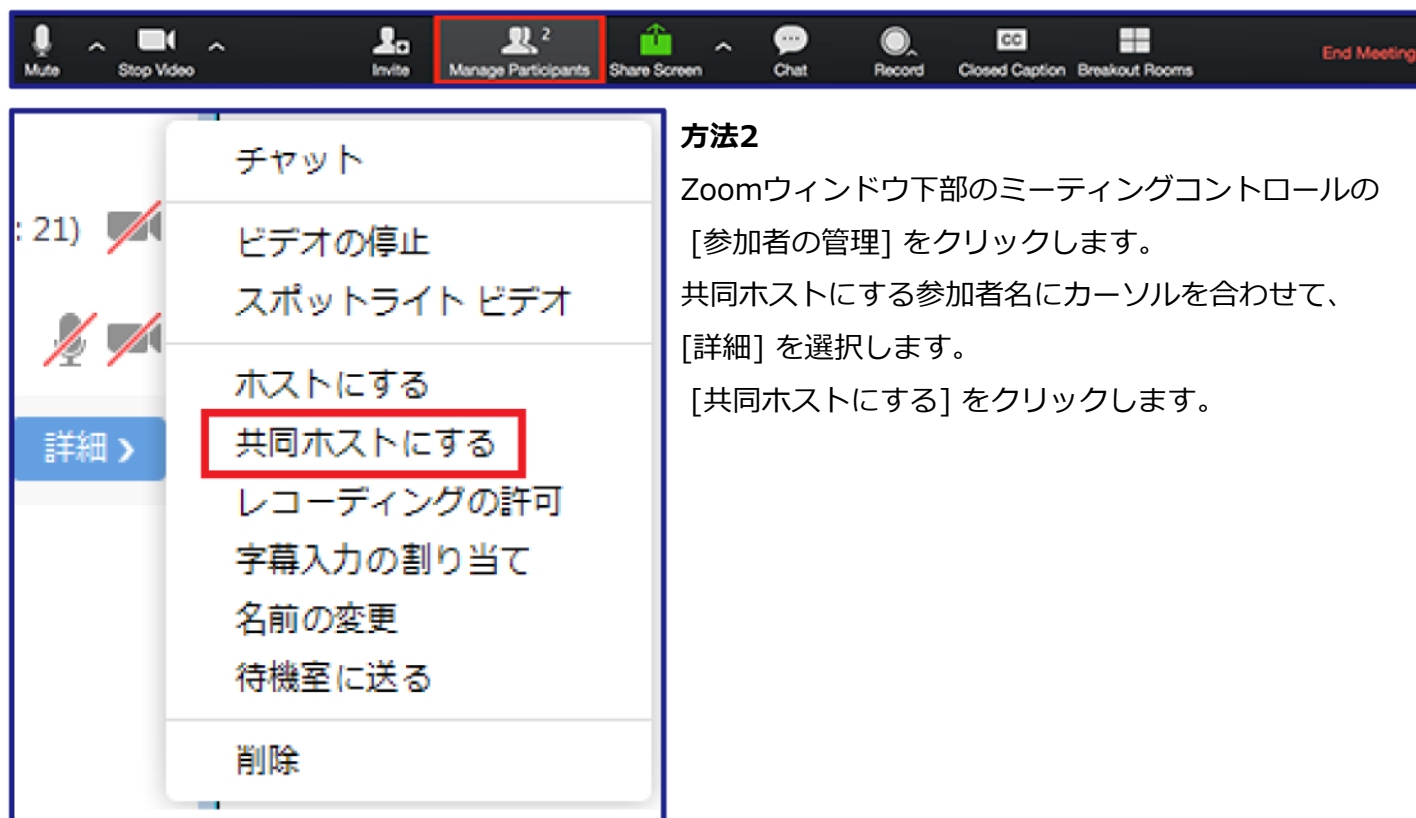 2
Mute Stop Video Invite Manage Participants Share Screen Chat Record CC Closed Caption Breakout Rooms End Meeting
チャット
: 21)
ビデオの停止
スポットライト ビデオ
ホストにする
詳細 >
共同ホストにする
レコーディングの許可
字幕入力の割り当て
名前の変更
待機室に送る
削除
方法2
Zoomウィンドウ下部のミーティングコントロールの
[参加者の管理] をクリックします。
共同ホストにする参加者名にカーソルを合わせて、
[詳細] を選択します。
[共同ホストにする] をクリックします。